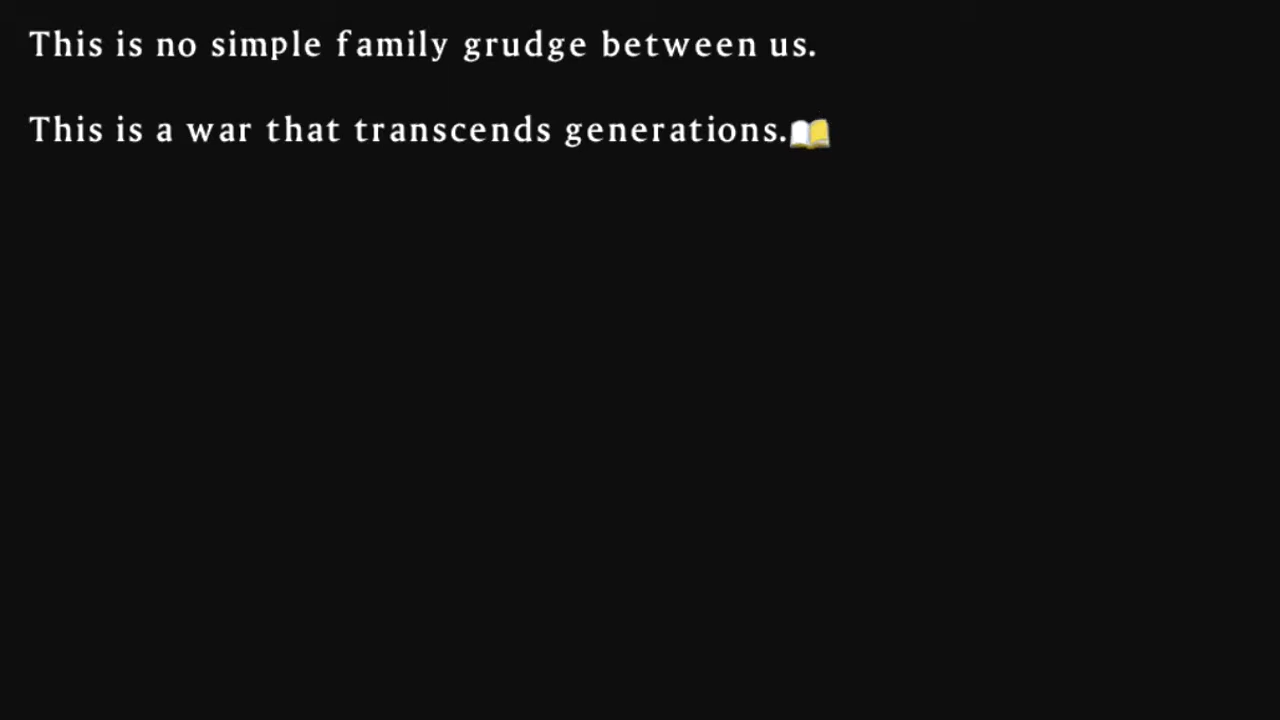 This is no simple family grudge between us.
This is a war that transcends generations.